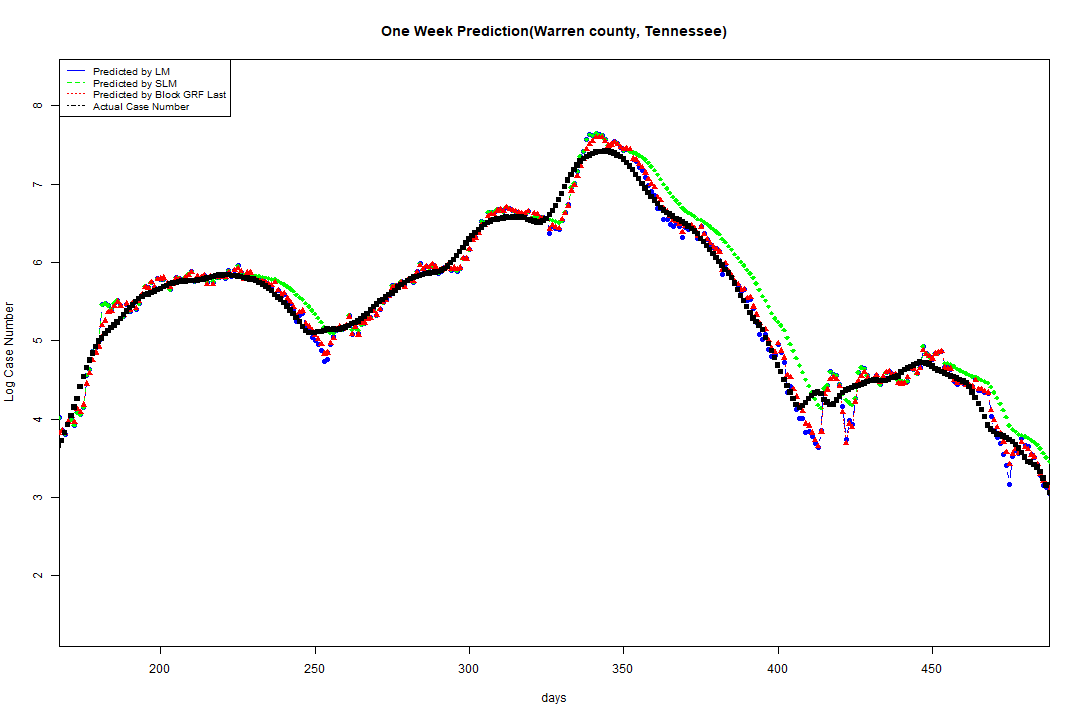 One Week Prediction(Warren county, Tennessee)
Predicted by LM
Predicted by SLM
Predicted by Block GRF Last
Actual Case Number
8
7
6
5
4
3
2
Log Case Number
200 250 300 350 400 450
days